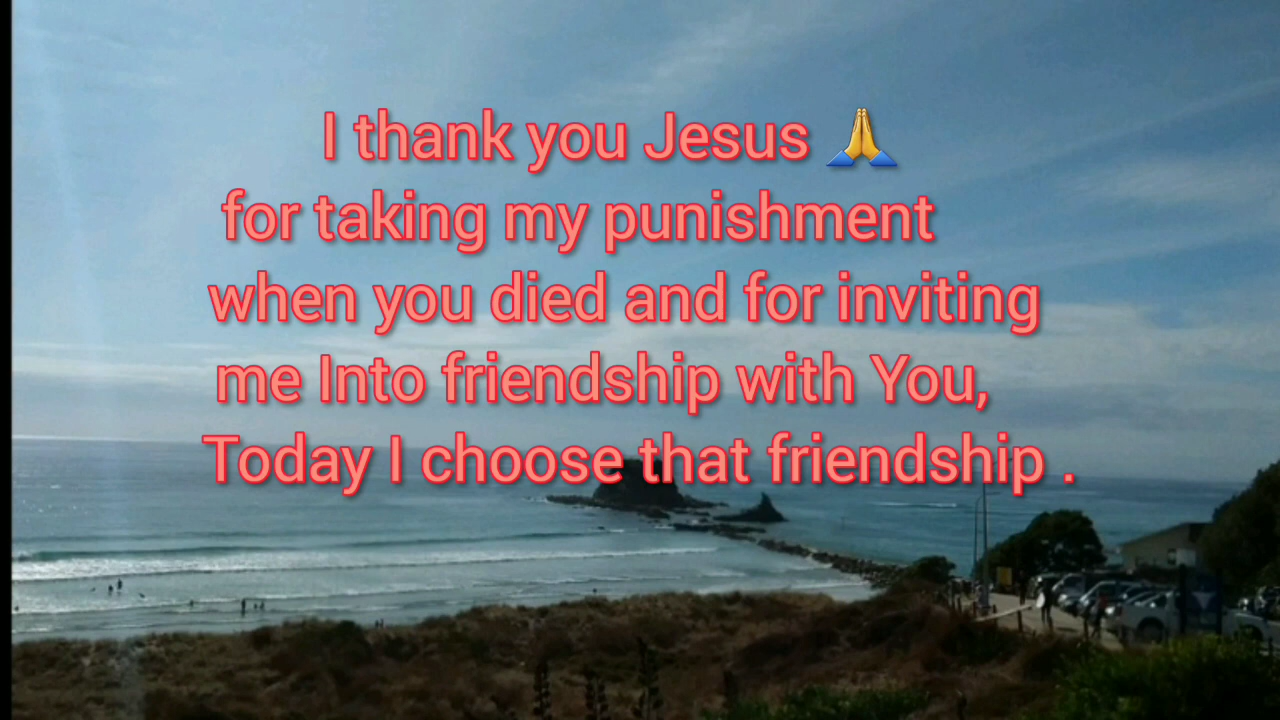 I thank you Jesus 🙏
for taking my punishment
when you died and for inviting
me Into friendship with You,
Today I choose that friendship .